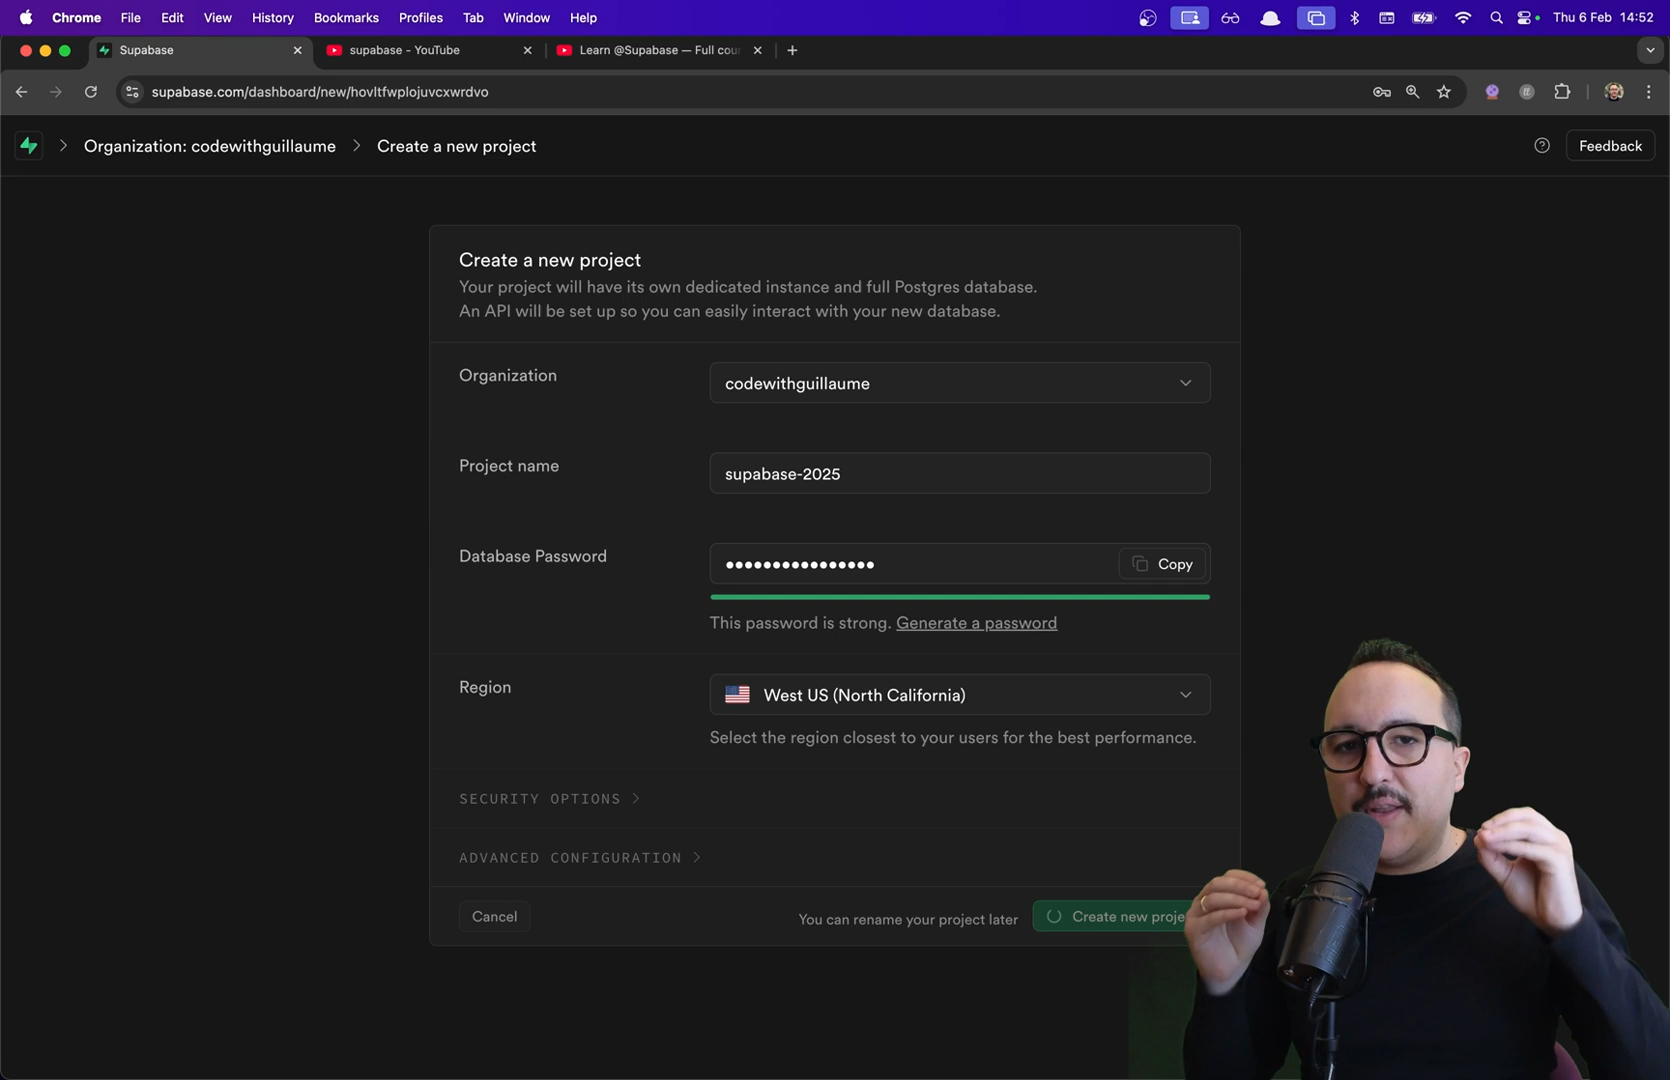 Chrome File Edit View History Bookmarks Profiles Tab Window Help Thu 6 Feb 14:52
Supabase supabase - YouTube Learn @Supabase — Full cour
supabase.com/dashboard/new/hovltfwplojuvcxwrdvo
Organization: codewithguillaume Create a new project Feedback
Create a new project
Your project will have its own dedicated instance and full Postgres database.
An API will be set up so you can easily interact with your new database.
Organization codewithguillaume
Project name supabase-2025
Database Password Copy
This password is strong. Generate a password
Region West US (North California)
Select the region closest to your users for the best performance.
SECURITY OPTIONS
ADVANCED CONFIGURATION
Cancel You can rename your project later Create new proje